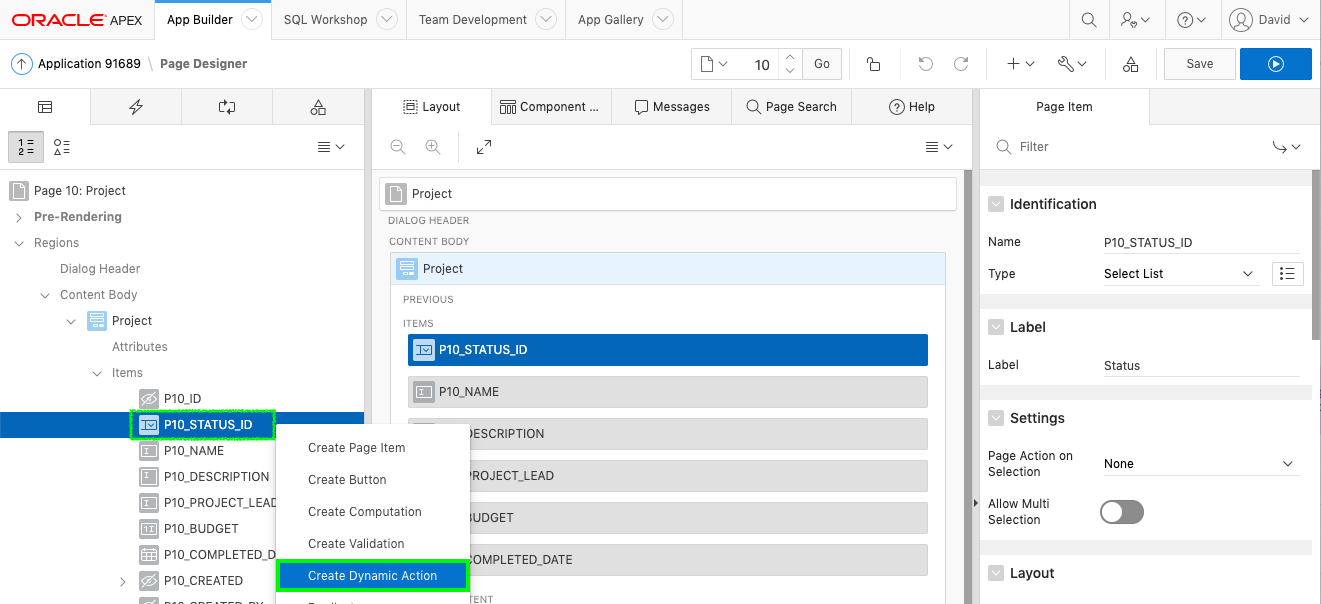 ORACLE APEX
App Builder
SQL Workshop
Team Development
App Gallery
David
Application 91689 \ Page Designer
10
Go
Save
Layout
Component ...
Messages
Page Search
Help
Page Item
Filter
Page 10: Project
Pre-Rendering
Regions
Dialog Header
Content Body
Project
Attributes
Items
P10_ID
P10_STATUS_ID
P10_NAME
P10_DESCRIPTION
P10_PROJECT_LEAD
P10_BUDGET
P10_COMPLETED_D
P10_CREATED
P10_CREATED_BY
Create Page Item
Create Button
Create Computation
Create Validation
Create Dynamic Action
Project
DIALOG HEADER
CONTENT BODY
Project
PREVIOUS
ITEMS
P10_STATUS_ID
P10_NAME
DESCRIPTION
PROJECT_LEAD
BUDGET
COMPLETED_DATE
Identification
Name P10_STATUS_ID
Type Select List
Label
Label Status
Settings
Page Action on
Selection
None
Allow Multi
Selection
Layout